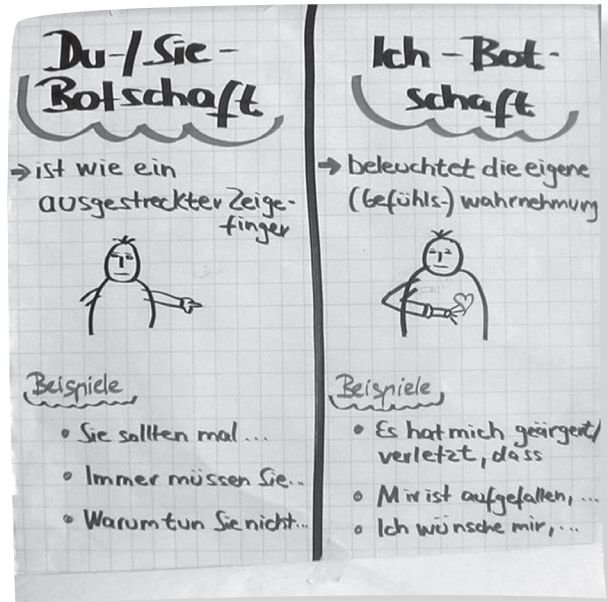 Du-/Sie-
Botschaft
→ ist wie ein
ausgestreckter Zeige-
finger
Beispiele
• Sie sollten mal...
• Immer müssen Sie...
• Warum tun Sie nicht...
Ich-Bot-
schaft
→ beleuchtet die eigene
(Gefühls-) wahrnehmung
Beispiele
• Es hat mich geärgert/
verletzt, dass
• Mir ist aufgefallen,...
• Ich wünsche mir,...